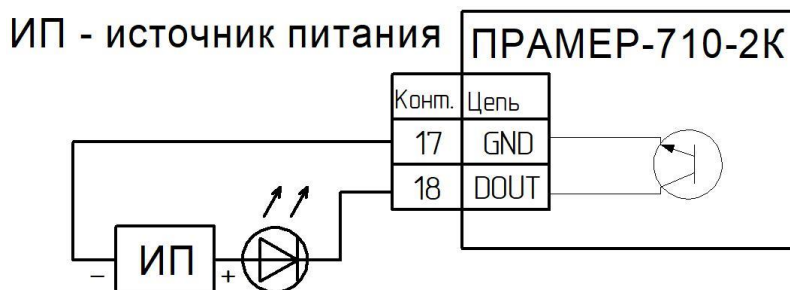 ИП - источник питания
ПРАМЕР-710-2К
Конт. Цепь
17 GND
18 DOUT
− ИП +